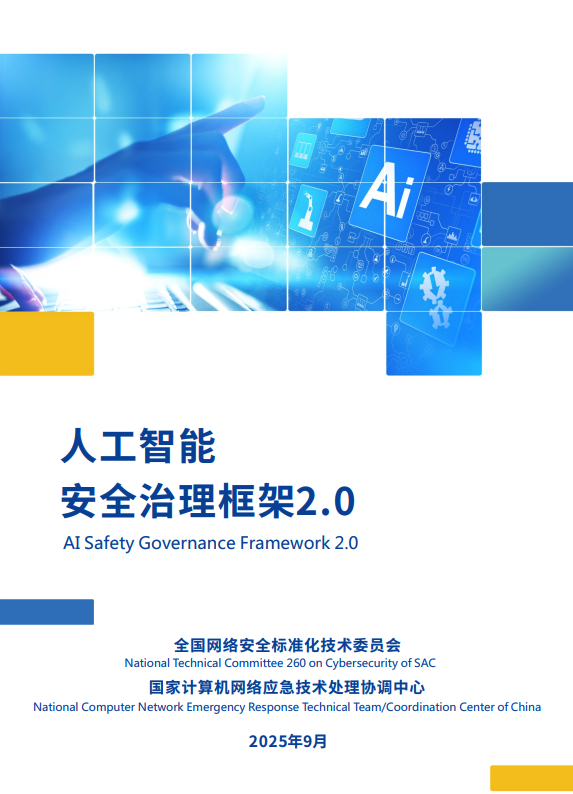 Ai
人工智能
安全治理框架2.0
AI Safety Governance Framework 2.0
全国网络安全标准化技术委员会
National Technical Committee 260 on Cybersecurity of SAC
国家计算机网络应急技术处理协调中心
National Computer Network Emergency Response Technical Team/Coordination Center of China
2025年9月